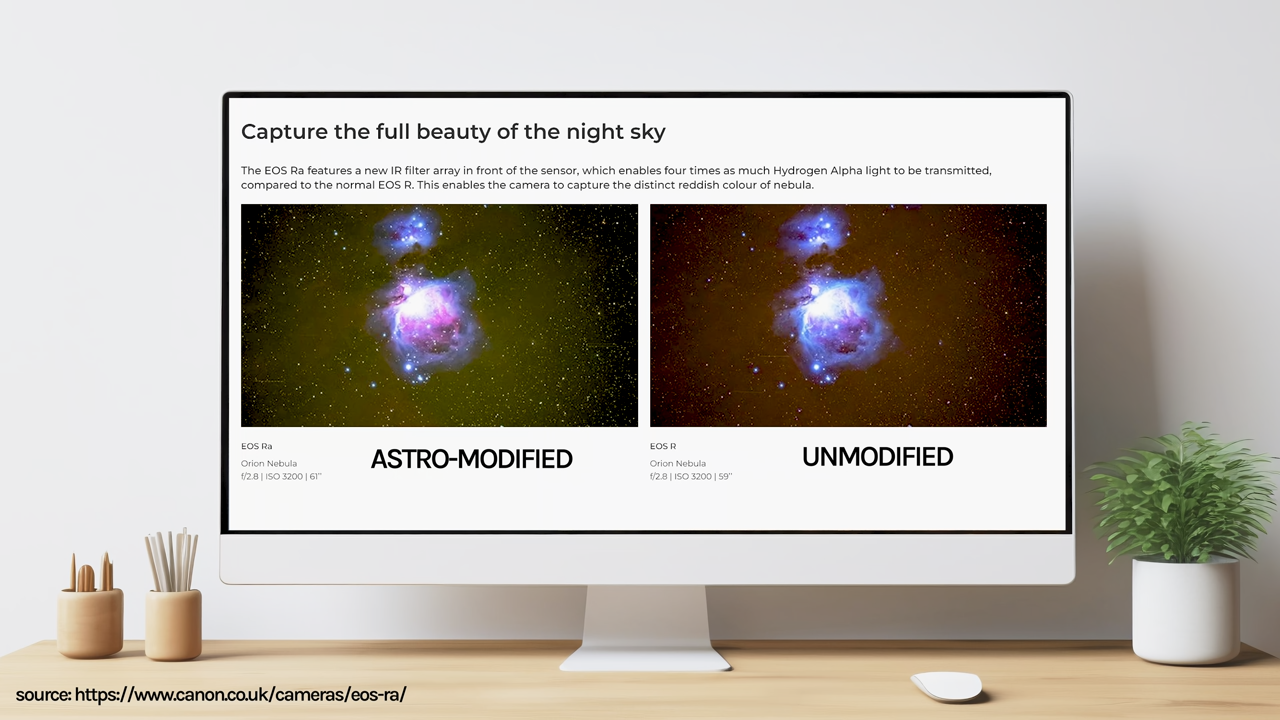 Capture the full beauty of the night sky
The EOS Ra features a new IR filter array in front of the sensor, which enables four times as much Hydrogen Alpha light to be transmitted,
compared to the normal EOS R. This enables the camera to capture the distinct reddish colour of nebula.
EOS Ra
Orion Nebula
f/2.8 | ISO 3200 | 61’’
ASTRO-MODIFIED
EOS R
Orion Nebula
f/2.8 | ISO 3200 | 59’’
UNMODIFIED
source: https://www.canon.co.uk/cameras/eos-ra/